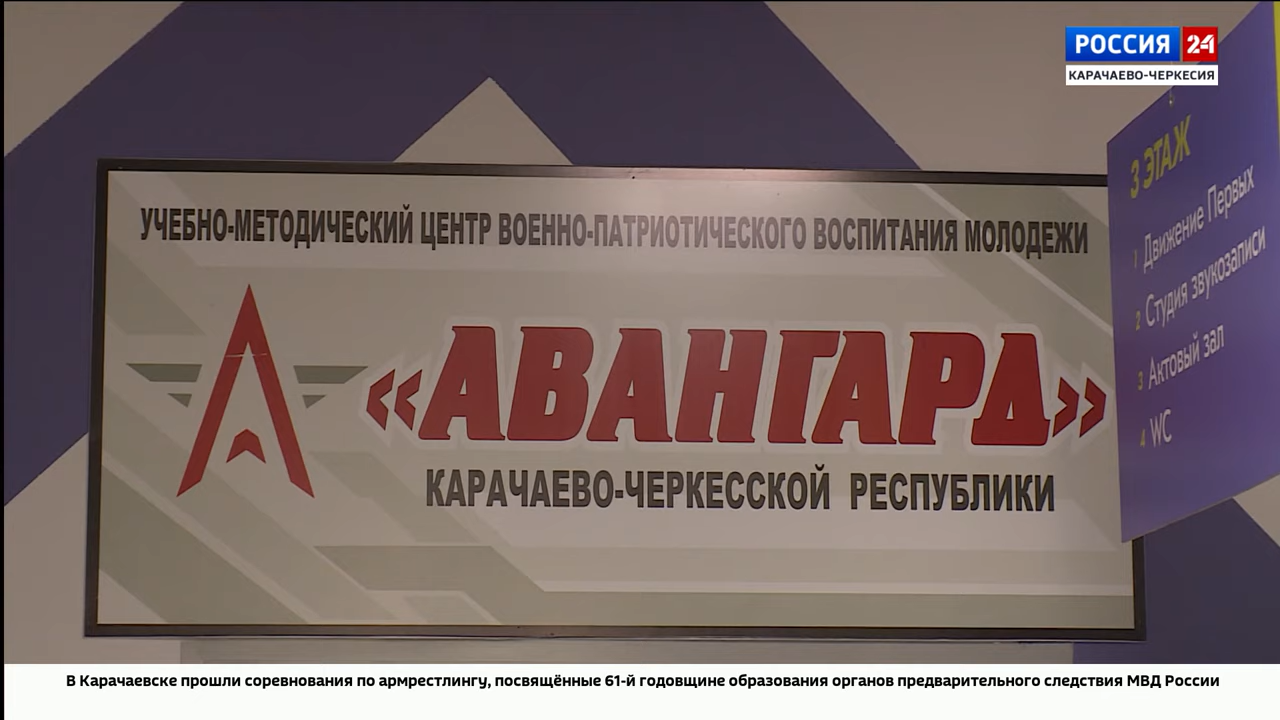 РОССИЯ 24
КАРАЧАЕВО-ЧЕРКЕСИЯ
УЧЕБНО-МЕТОДИЧЕСКИЙ ЦЕНТР ВОЕННО-ПАТРИОТИЧЕСКОГО ВОСПИТАНИЯ МОЛОДЕЖИ
«АВАНГАРД»
КАРАЧАЕВО-ЧЕРКЕССКОЙ РЕСПУБЛИКИ
3 ЭТАЖ
1 Движение Первых
2 Студия звукозаписи
3 Актовый зал
4 WC
В Карачаевске прошли соревнования по армрестлингу, посвящённые 61-й годовщине образования органов предварительного следствия МВД России